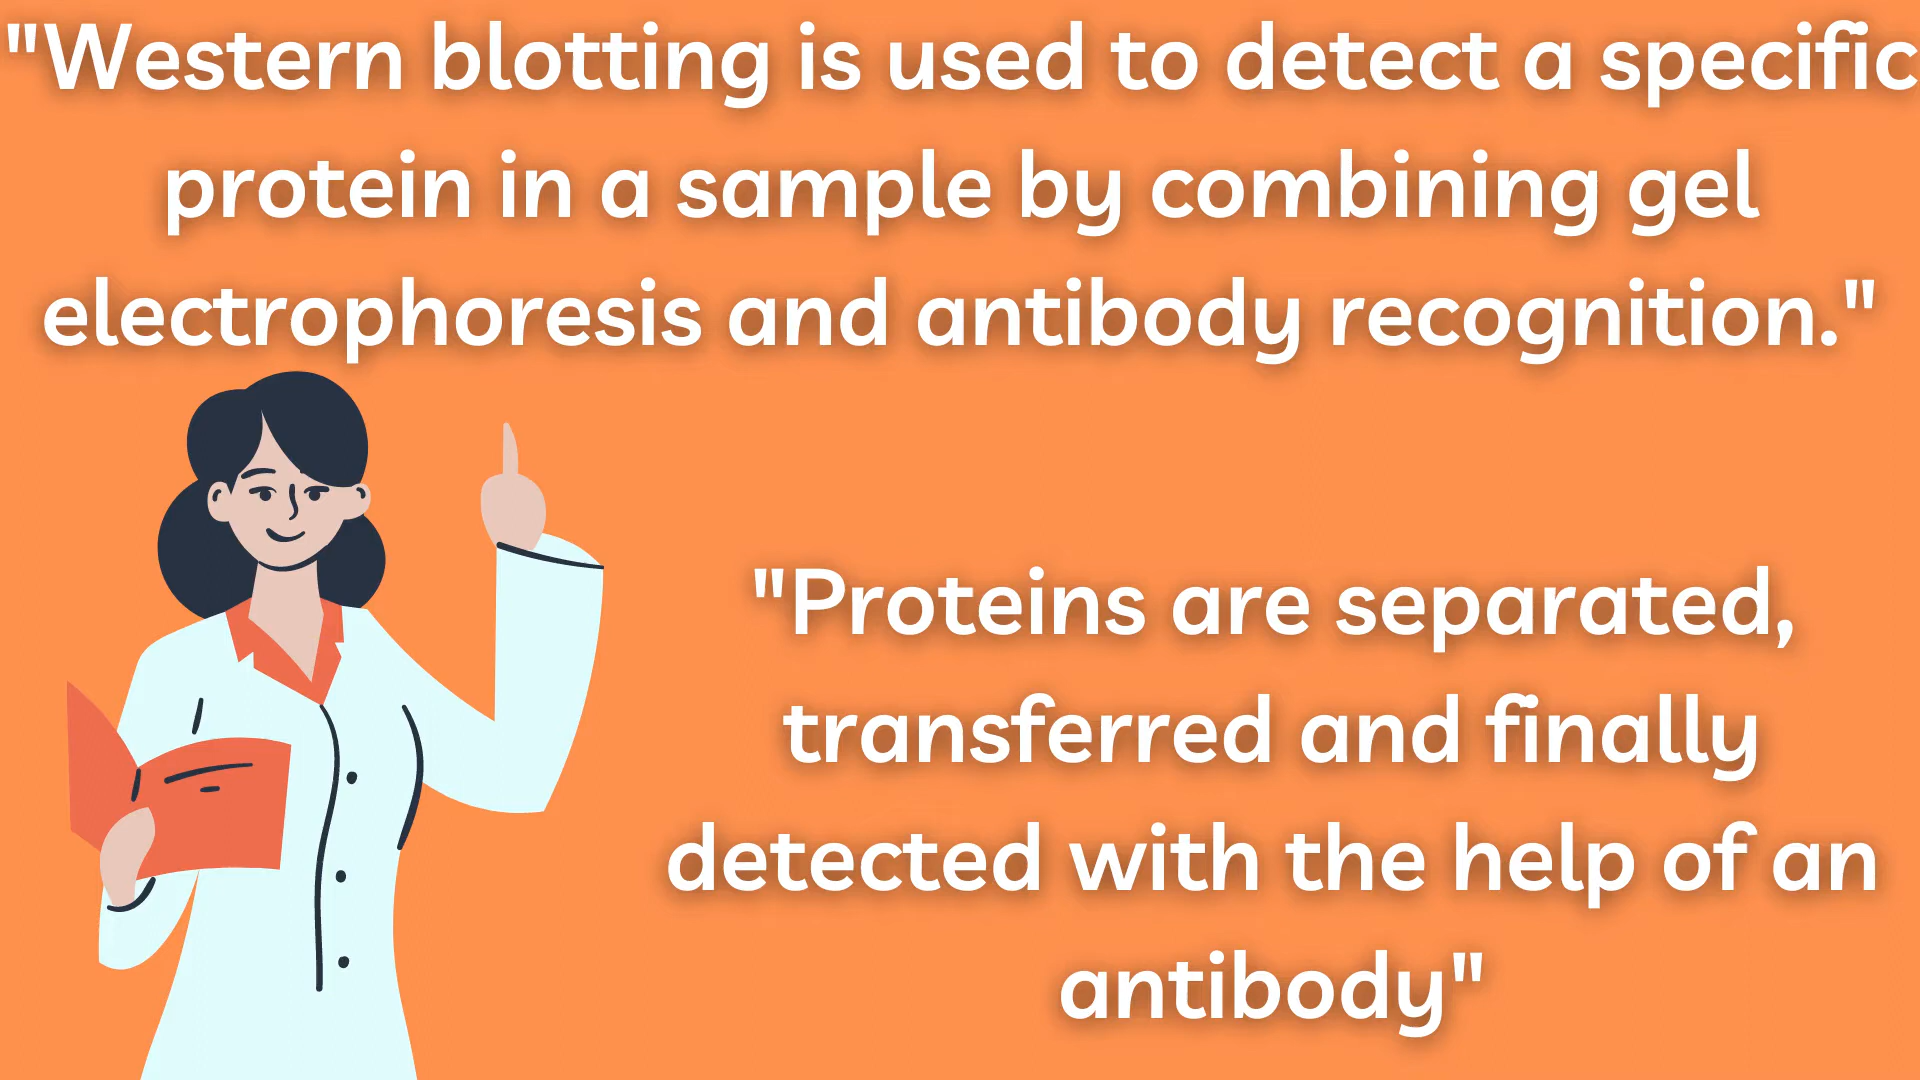 "Western blotting is used to detect a specific
protein in a sample by combining gel
electrophoresis and antibody recognition."
"Proteins are separated,
transferred and finally
detected with the help of an
antibody"